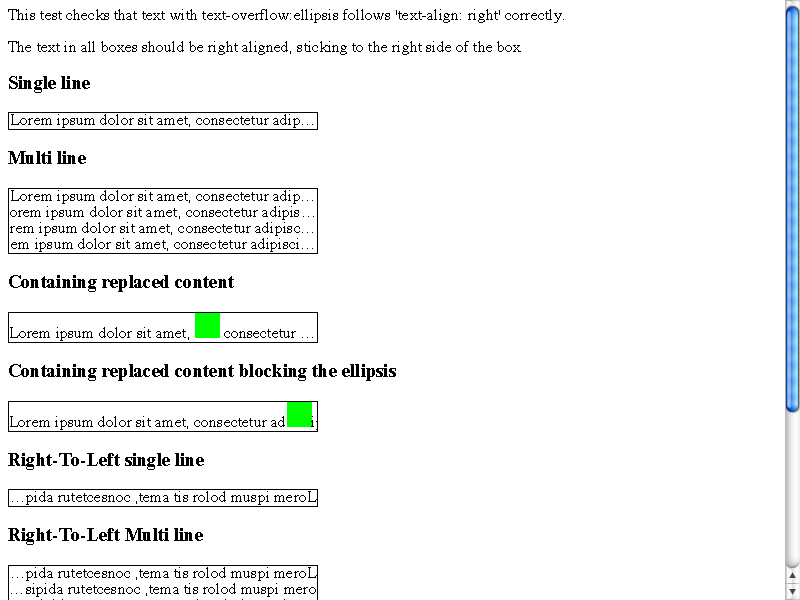 This test checks that text with text-overflow:ellipsis follows 'text-align: right' correctly.
The text in all boxes should be right aligned, sticking to the right side of the box
Single line
Lorem ipsum dolor sit amet, consectetur adip…
Multi line
Lorem ipsum dolor sit amet, consectetur adip…
orem ipsum dolor sit amet, consectetur adipis…
rem ipsum dolor sit amet, consectetur adipisc…
em ipsum dolor sit amet, consectetur adipisci…
Containing replaced content
Lorem ipsum dolor sit amet, consectetur …
Containing replaced content blocking the ellipsis
Lorem ipsum dolor sit amet, consectetur ad i
Right-To-Left single line
…pida rutetcesnoc ,tema tis rolod muspi meroL
Right-To-Left Multi line
…pida rutetcesnoc ,tema tis rolod muspi meroL
…sipida rutetcesnoc ,tema tis rolod muspi mero